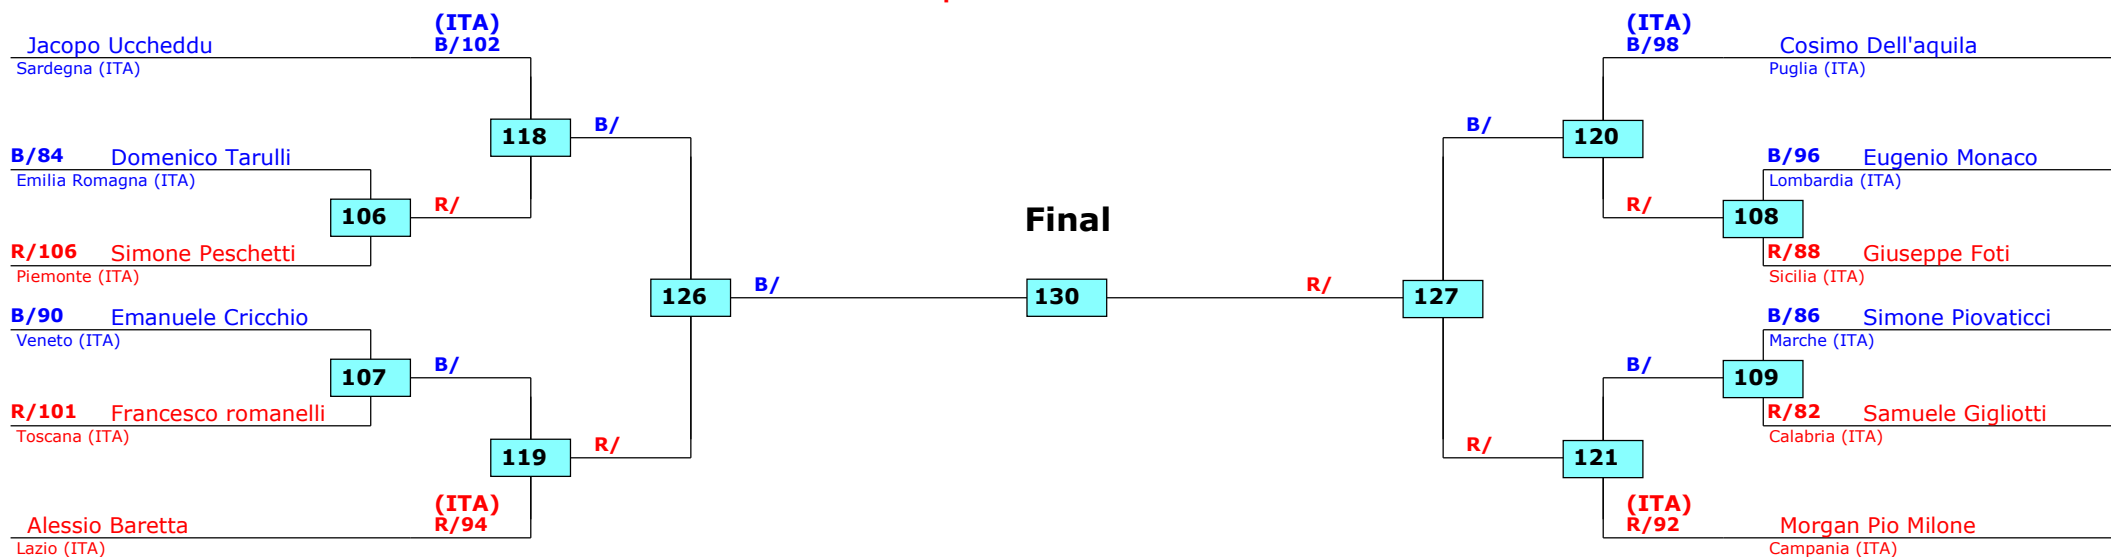 (ITA)
Jacopo Uccheddu B/102
Sardegna (ITA)
118 B/
B/84 Domenico Tarulli
Emilia Romagna (ITA)
106 R/
R/106 Simone Peschetti
Piemonte (ITA)
126 B/
B/90 Emanuele Cricchio
Veneto (ITA)
107 B/
R/101 Francesco romanelli
Toscana (ITA)
119 R/
(ITA)
Alessio Baretta R/94
Lazio (ITA)
Final
130
(ITA)
B/98 Cosimo Dell'aquila
Puglia (ITA)
B/ 120
B/96 Eugenio Monaco
Lombardia (ITA)
R/ 108
R/88 Giuseppe Foti
Sicilia (ITA)
R/ 127
B/86 Simone Piovaticci
Marche (ITA)
B/ 109
R/82 Samuele Gigliotti
Calabria (ITA)
R/ 121
(ITA)
R/92 Morgan Pio Milone
Campania (ITA)